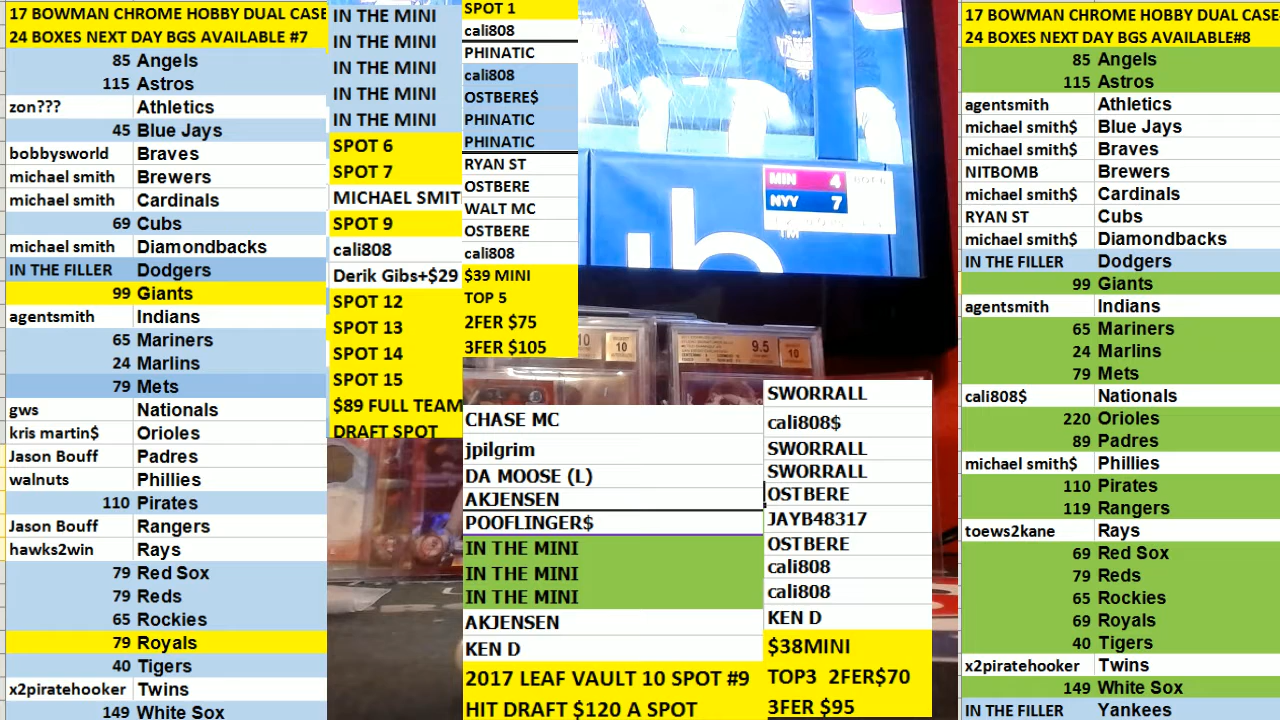 17 BOWMAN CHROME HOBBY DUAL CASE
24 BOXES NEXT DAY BGS AVAILABLE #7
85 Angels
115 Astros
zon??? Athletics
45 Blue Jays
bobbysworld Braves
michael smith Brewers
michael smith Cardinals
69 Cubs
michael smith Diamondbacks
IN THE FILLER Dodgers
99 Giants
agentsmith Indians
65 Mariners
24 Marlins
79 Mets
gws Nationals
kris martin$ Orioles
Jason Bouff Padres
walnuts Phillies
110 Pirates
Jason Bouff Rangers
hawks2win Rays
79 Red Sox
79 Reds
65 Rockies
79 Royals
40 Tigers
x2piratehooker Twins
149 White Sox
IN THE MINI
IN THE MINI
IN THE MINI
IN THE MINI
IN THE MINI
SPOT 6
SPOT 7
MICHAEL SMIT
SPOT 9
cali808
Derik Gibs+$29
SPOT 12
SPOT 13
SPOT 14
SPOT 15
$89 FULL TEAM
DRAFT SPOT
SPOT 1
cali808
PHINATIC
cali808
OSTBERE$
PHINATIC
PHINATIC
RYAN ST
OSTBERE
WALT MC
OSTBERE
cali808
$39 MINI
TOP 5
2FER $75
3FER $105
MIN 4
NYY 7
10
10
9.5
10
CHASE MC
jpilgrim
DA MOOSE (L)
AKJENSEN
POOFLINGER$
IN THE MINI
IN THE MINI
IN THE MINI
AKJENSEN
KEN D
2017 LEAF VAULT 10 SPOT #9
HIT DRAFT $120 A SPOT
SWORRALL
cali808$
SWORRALL
SWORRALL
OSTBERE
JAYB48317
OSTBERE
cali808
cali808
KEN D
$38MINI
TOP3 2FER$70
3FER $95
17 BOWMAN CHROME HOBBY DUAL CASE
24 BOXES NEXT DAY BGS AVAILABLE#8
85 Angels
115 Astros
agentsmith Athletics
michael smith$ Blue Jays
michael smith$ Braves
NITBOMB Brewers
michael smith$ Cardinals
RYAN ST Cubs
michael smith$ Diamondbacks
IN THE FILLER Dodgers
99 Giants
agentsmith Indians
65 Mariners
24 Marlins
79 Mets
cali808$ Nationals
220 Orioles
89 Padres
michael smith$ Phillies
110 Pirates
119 Rangers
toews2kane Rays
69 Red Sox
79 Reds
65 Rockies
69 Royals
40 Tigers
x2piratehooker Twins
149 White Sox
IN THE FILLER Yankees